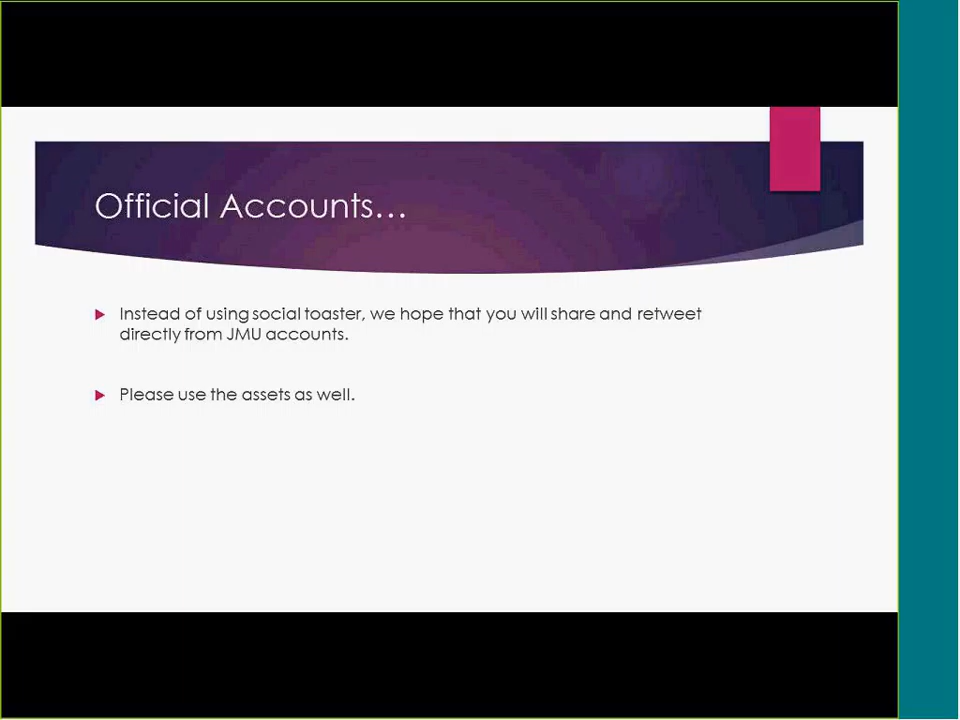 Official Accounts...
Instead of using social toaster, we hope that you will share and retweet
directly from JMU accounts.
Please use the assets as well.